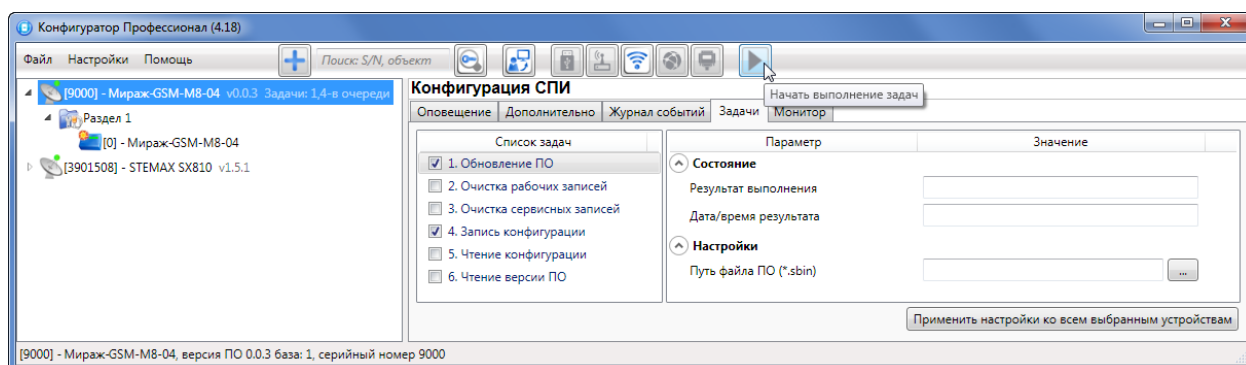 Конфигуратор Профессионал (4.18)
Файл Настройки Помощь Поиск: S/N, объект
[9000] - Мираж-GSM-M8-04 v0.0.3 Задачи: 1,4-в очереди
Раздел 1
[0] - Мираж-GSM-M8-04
[3901508] - STEMAX SX810 v1.5.1
Конфигурация СПИ
Начать выполнение задач
Оповещение Дополнительно Журнал событий Задачи Монитор
Список задач
1. Обновление ПО
2. Очистка рабочих записей
3. Очистка сервисных записей
4. Запись конфигурации
5. Чтение конфигурации
6. Чтение версии ПО
Параметр Значение
Состояние
Результат выполнения
Дата/время результата
Настройки
Путь файла ПО (*.sbin) ...
Применить настройки ко всем выбранным устройствам
[9000] - Мираж-GSM-M8-04, версия ПО 0.0.3 база: 1, серийный номер 9000